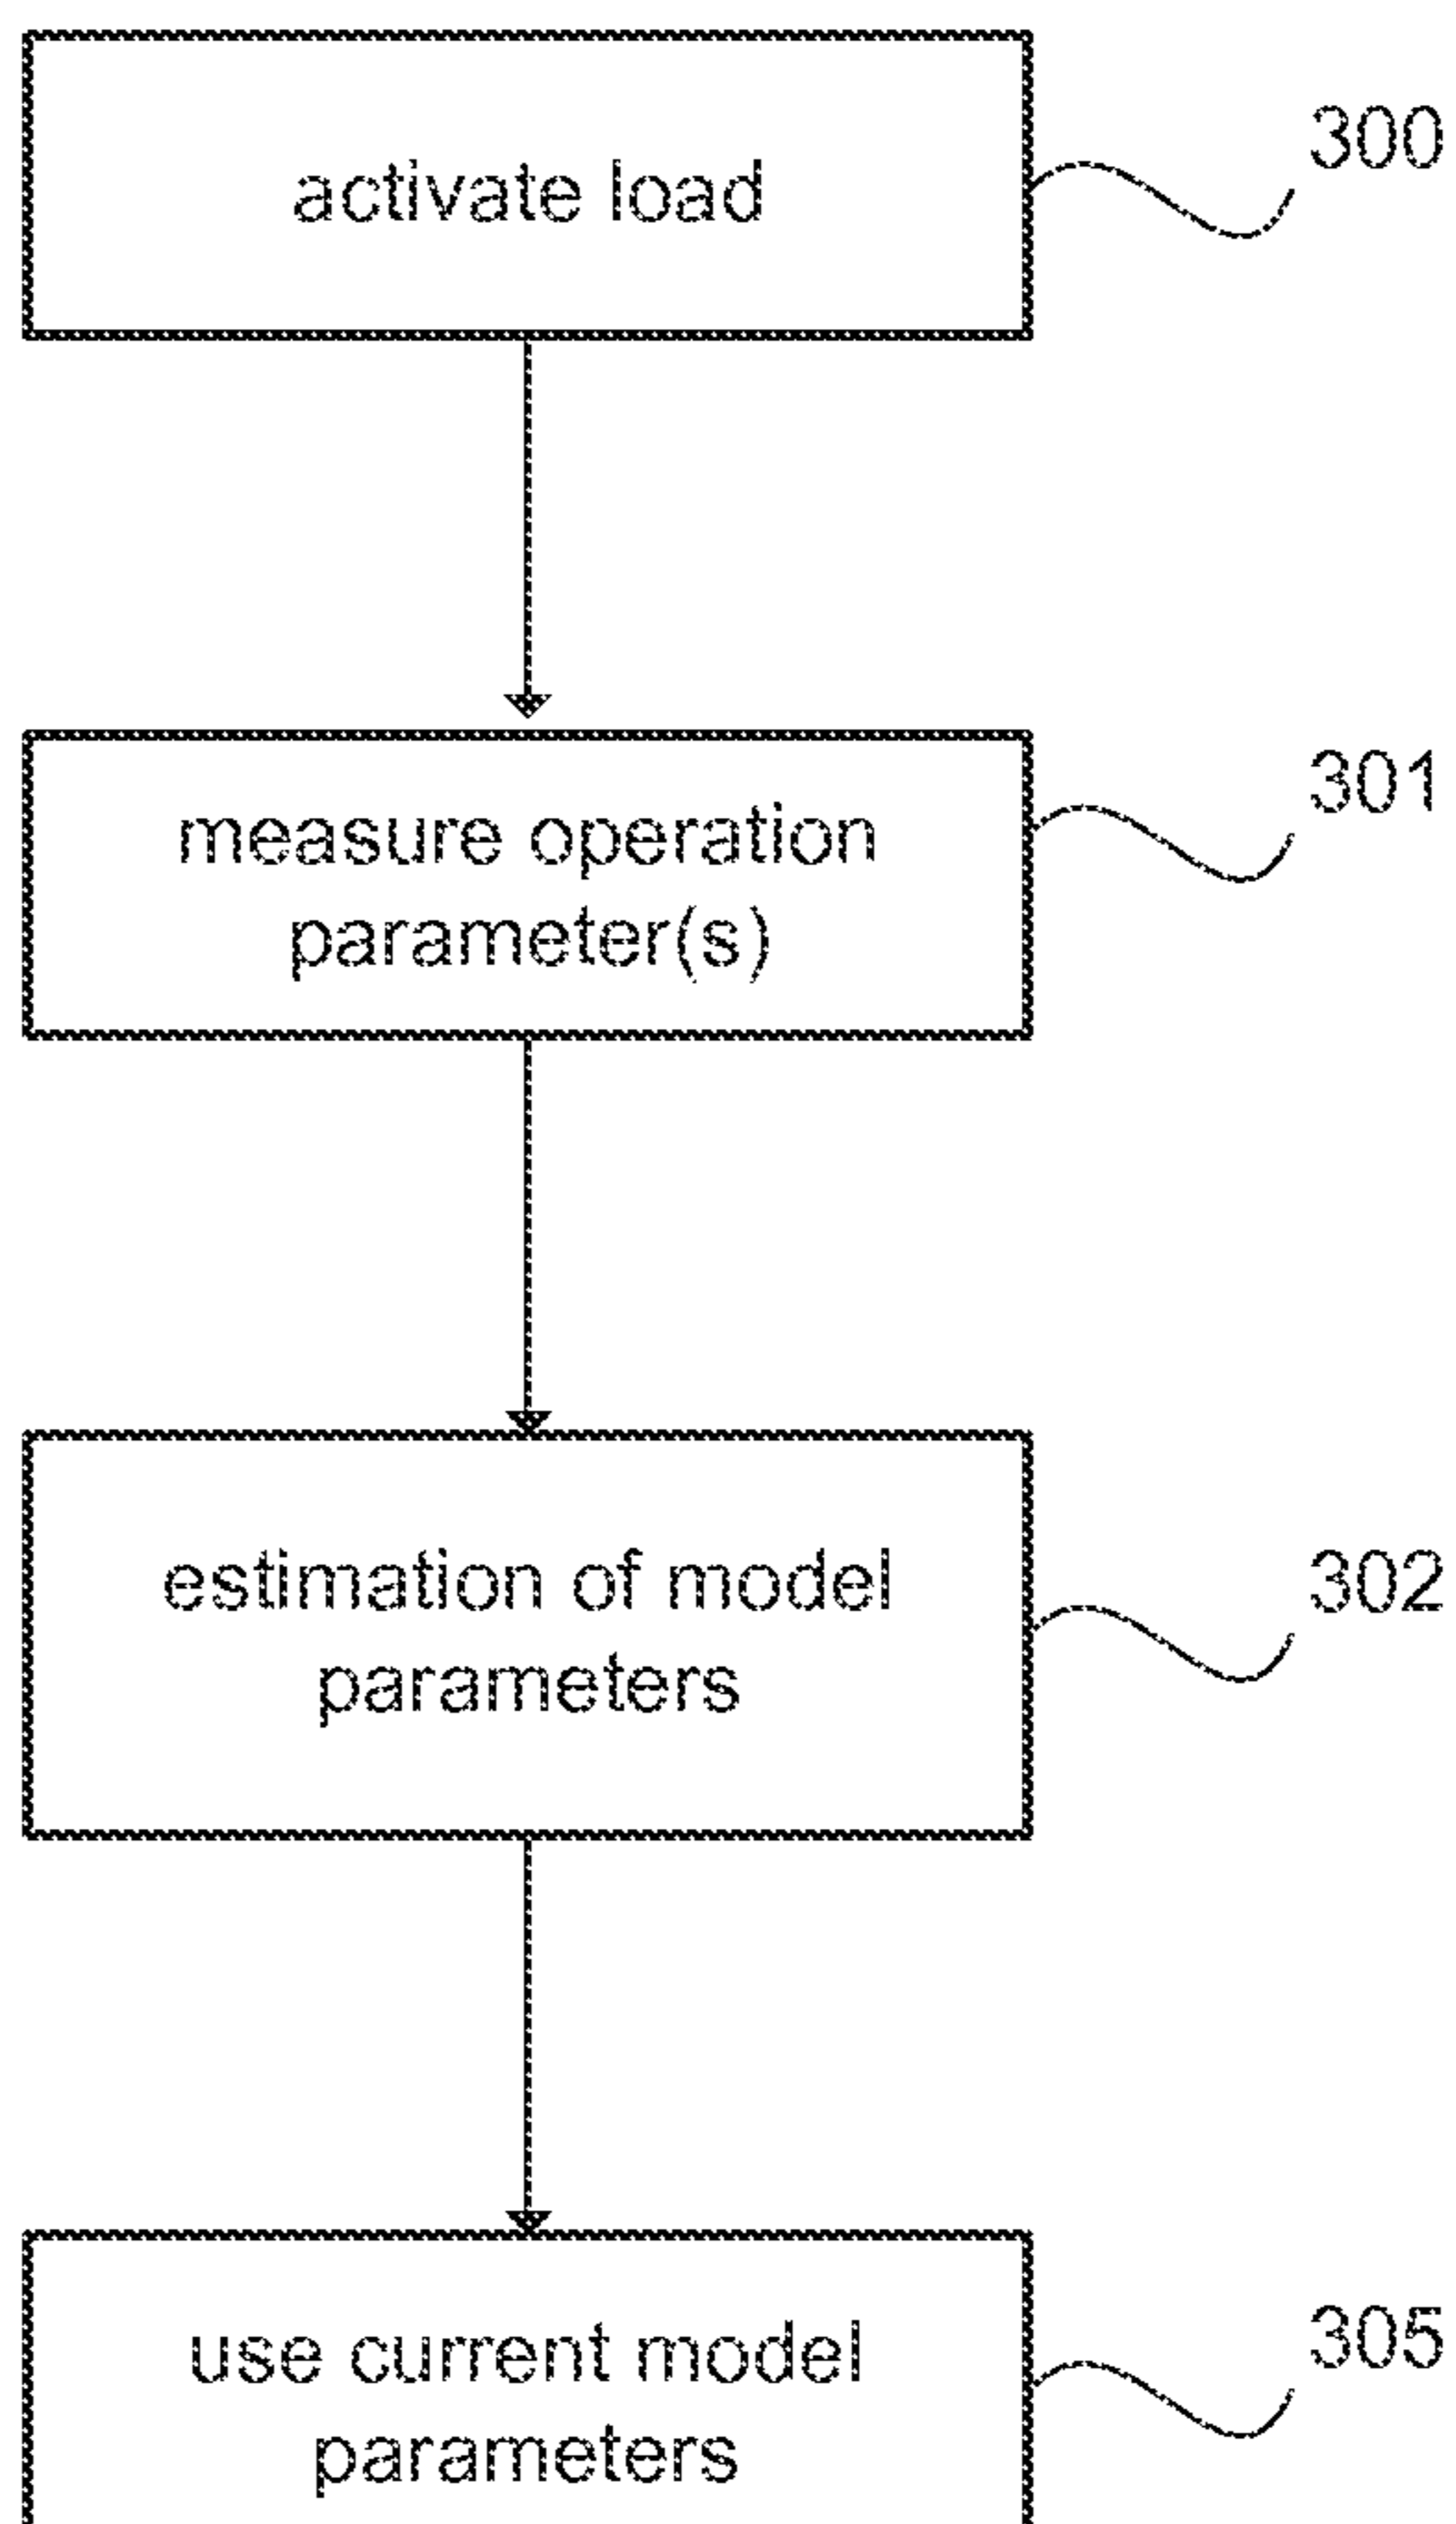 activate load
300
measure operation
parameter(s)
301
estimation of model
parameters
302
use current model
parameters
305